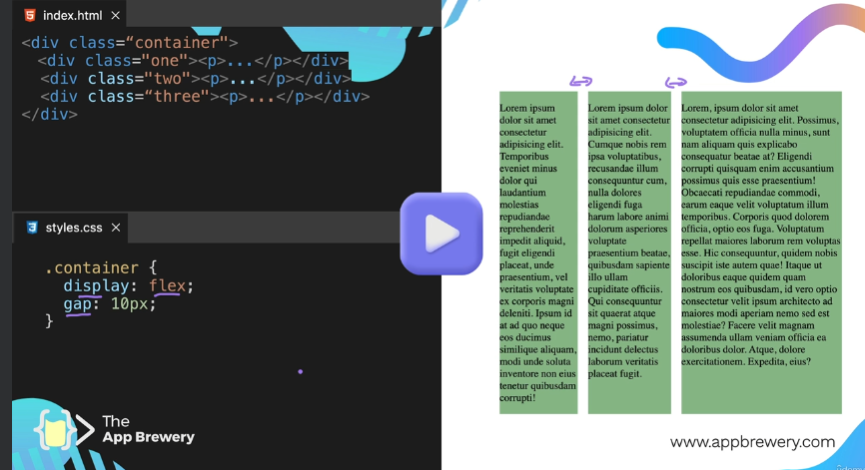 index.html
<div class=“container">
<div class="one"><p>...</p></div>
<div class="two"><p>...</p></div>
<div class=“three"><p>...</p></div>
</div>
styles.css
.container {
display: flex;
gap: 10px;
}
The
App Brewery
Lorem ipsum
dolor sit amet
consectetur
adipisicing elit.
Temporibus
eveniet minus
dolor qui
laudantium
molestias
repudiandae
reprehenderit
impedit aliquid,
fugit eligendi
placeat, unde
praesentium, vel
veritatis voluptate
ex corporis magni
deleniti. Ipsum id
at ad quo neque
eos ducimus
similique aliquam,
modi unde soluta
inventore non eius
tenetur quibusdam
corrupti!
Lorem ipsum dolor
sit amet consectetur
adipisicing elit.
Cumque nobis rem
ipsa voluptatibus,
recusandae illum
consequuntur cum,
nulla dolores
eligendi fuga
harum labore animi
dolorum asperiores
voluptate
praesentium beatae,
quibusdam sapiente
illo ullam
cupiditate officiis.
Qui consequuntur
sit quaerat atque
magni possimus,
nemo, pariatur
incidunt delectus
laborum veritatis
placeat fugit.
Lorem, ipsum dolor sit amet
consectetur adipisicing elit. Possimus,
voluptatem officia nulla minus, sunt
nam aliquam quis explicabo
consequatur beatae at? Eligendi
corrupti quisquam enim accusantium
possimus quis esse praesentium!
Obcaecati repudiandae commodi,
earum eaque velit voluptatum illum
temporibus. Corporis quod dolorem
officia, optio eos fuga. Voluptatum
repellat maiores laborum rem voluptas
esse. Hic consequuntur, quidem nobis
suscipit iste autem quae! Itaque ut
doloribus eaque quidem quam
nostrum eos quibusdam, id vero optio
consectetur velit ipsum architecto ad
maiores modi aperiam nemo sed est
molestiae? Facere velit magnam
assumenda ullam veniam officia ea
doloribus dolor. Atque, dolore
exercitationem. Expedita, eius?
www.appbrewery.com